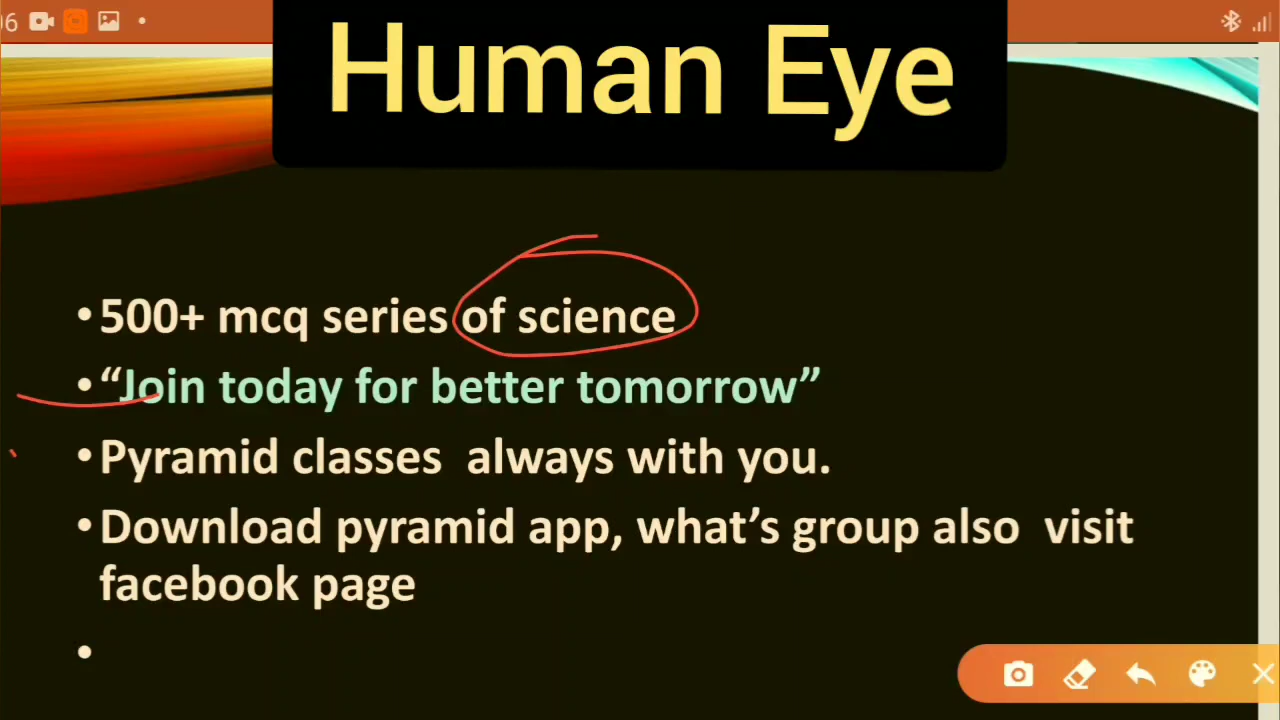 06
Human Eye
•500+ mcq series of science
•“Join today for better tomorrow”
•Pyramid classes  always with you.
•Download pyramid app, what’s group also  visit
facebook page
•